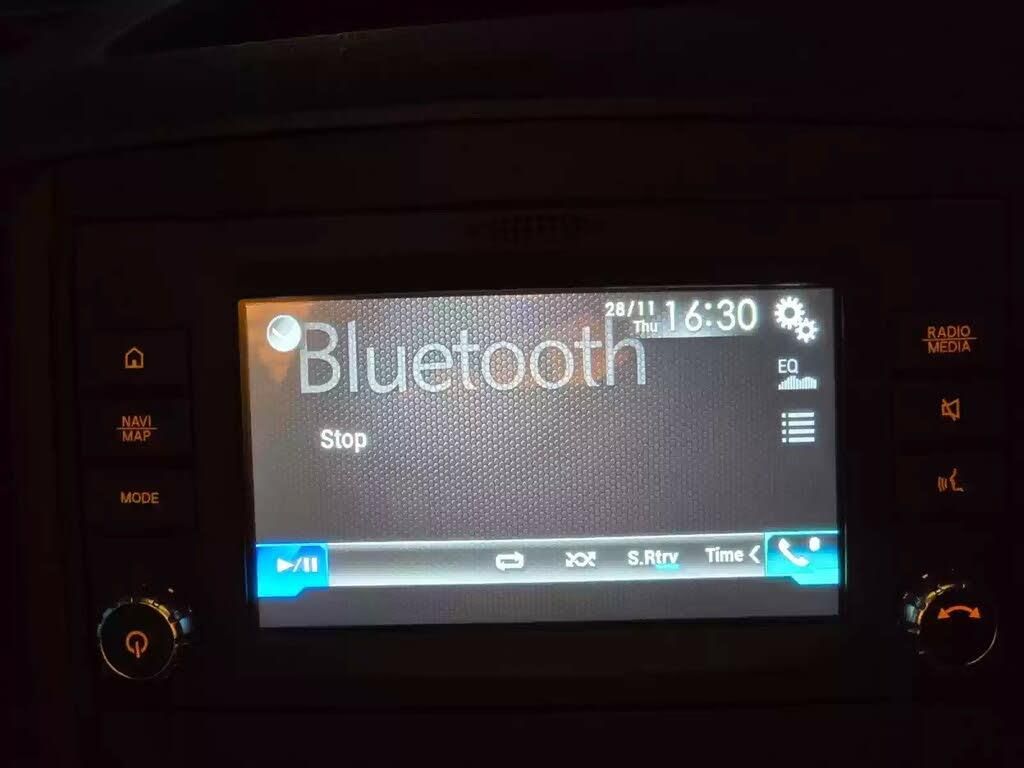 28/11 16:30
Thu
Bluetooth
EQ
Stop
S.Rtrv
Time
NAVI
MAP
MODE
RADIO
MEDIA